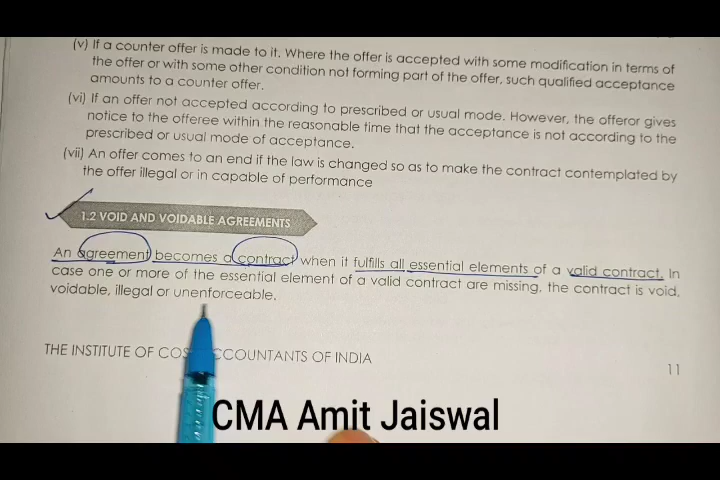 (v) If a counter offer is made to it. Where the offer is accepted with some modification in terms of
the offer or with some other condition not forming part of the offer, such qualified acceptance
amounts to a counter offer.
(vi) If an offer not accepted according to prescribed or usual mode. However, the offeror gives
notice to the offeree within the reasonable time that the acceptance is not according to the
prescribed or usual mode of acceptance.
(vii) An offer comes to an end if the law is changed so as to make the contract contemplated by
the offer illegal or in capable of performance
1.2 VOID AND VOIDABLE AGREEMENTS
An agreement becomes a contract when it fulfills all essential elements of a valid contract. In
case one or more of the essential element of a valid contract are missing, the contract is void,
voidable, illegal or unenforceable.
THE INSTITUTE OF COST ACCOUNTANTS OF INDIA
11
CMA Amit Jaiswal